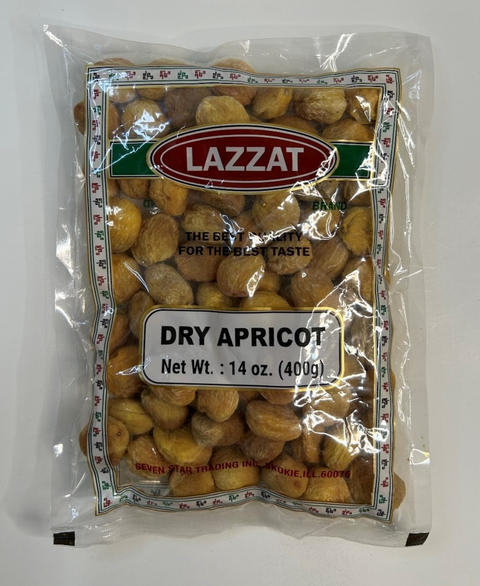 LAZZAT
BRAND
THE BEST QUALITY
FOR THE BEST TASTE
DRY APRICOT
Net Wt. : 14 oz. (400g)
SEVEN STAR TRADING INC. SKOKIE,ILL.60076